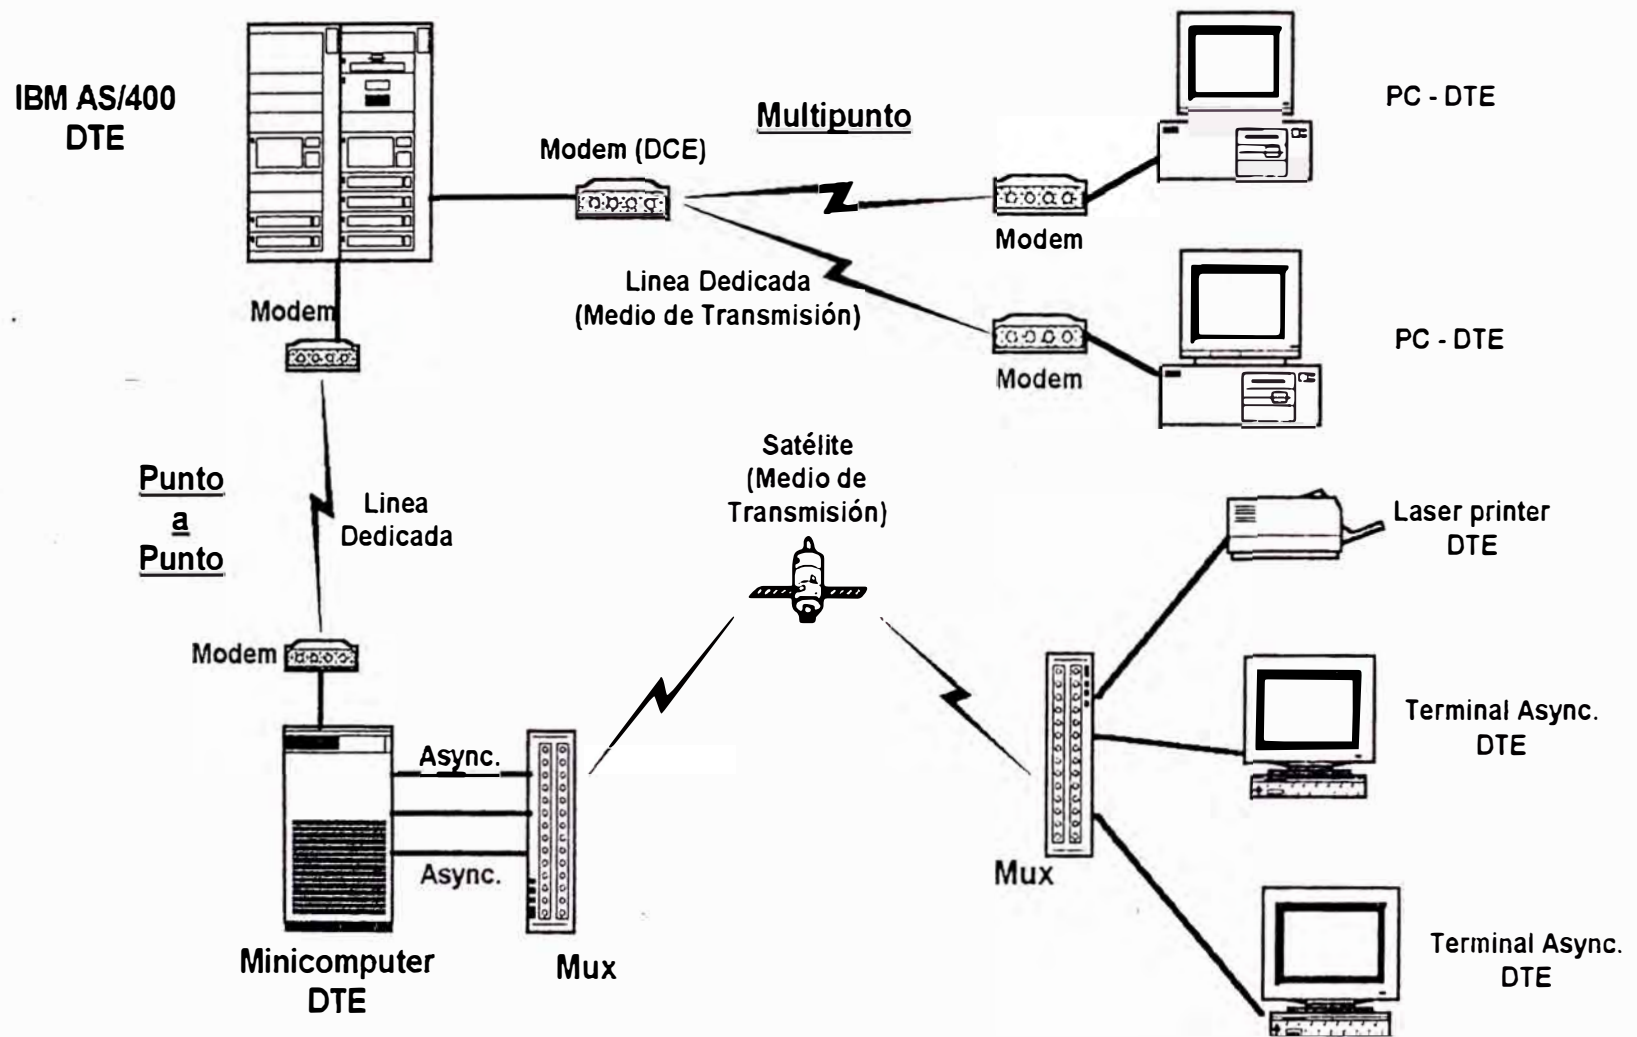 IBM AS/400
DTE
Multipunto
PC - DTE
Modem (DCE)
Modem
Linea Dedicada
(Medio de Transmisión)
Modem
PC - DTE
Modem
Satélite
(Medio de
Transmisión)
Punto
a
Punto
Linea
Dedicada
Laser printer
DTE
Modem
Terminal Async.
DTE
Async.
Async.
Mux
Minicomputer
DTE
Mux
Terminal Async.
DTE